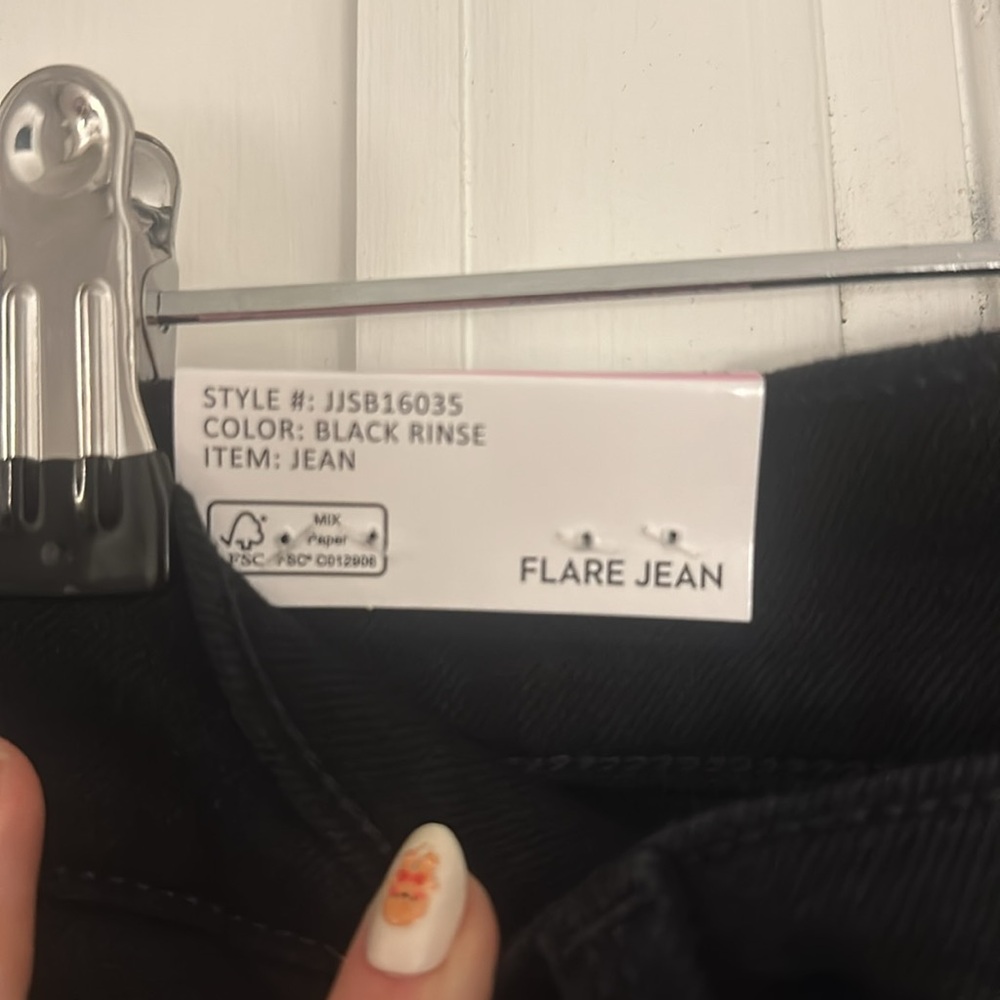 STYLE #: JJSB16035
COLOR: BLACK RINSE
ITEM: JEAN
MIX
Paper
FSC FSC® C012906
FLARE JEAN